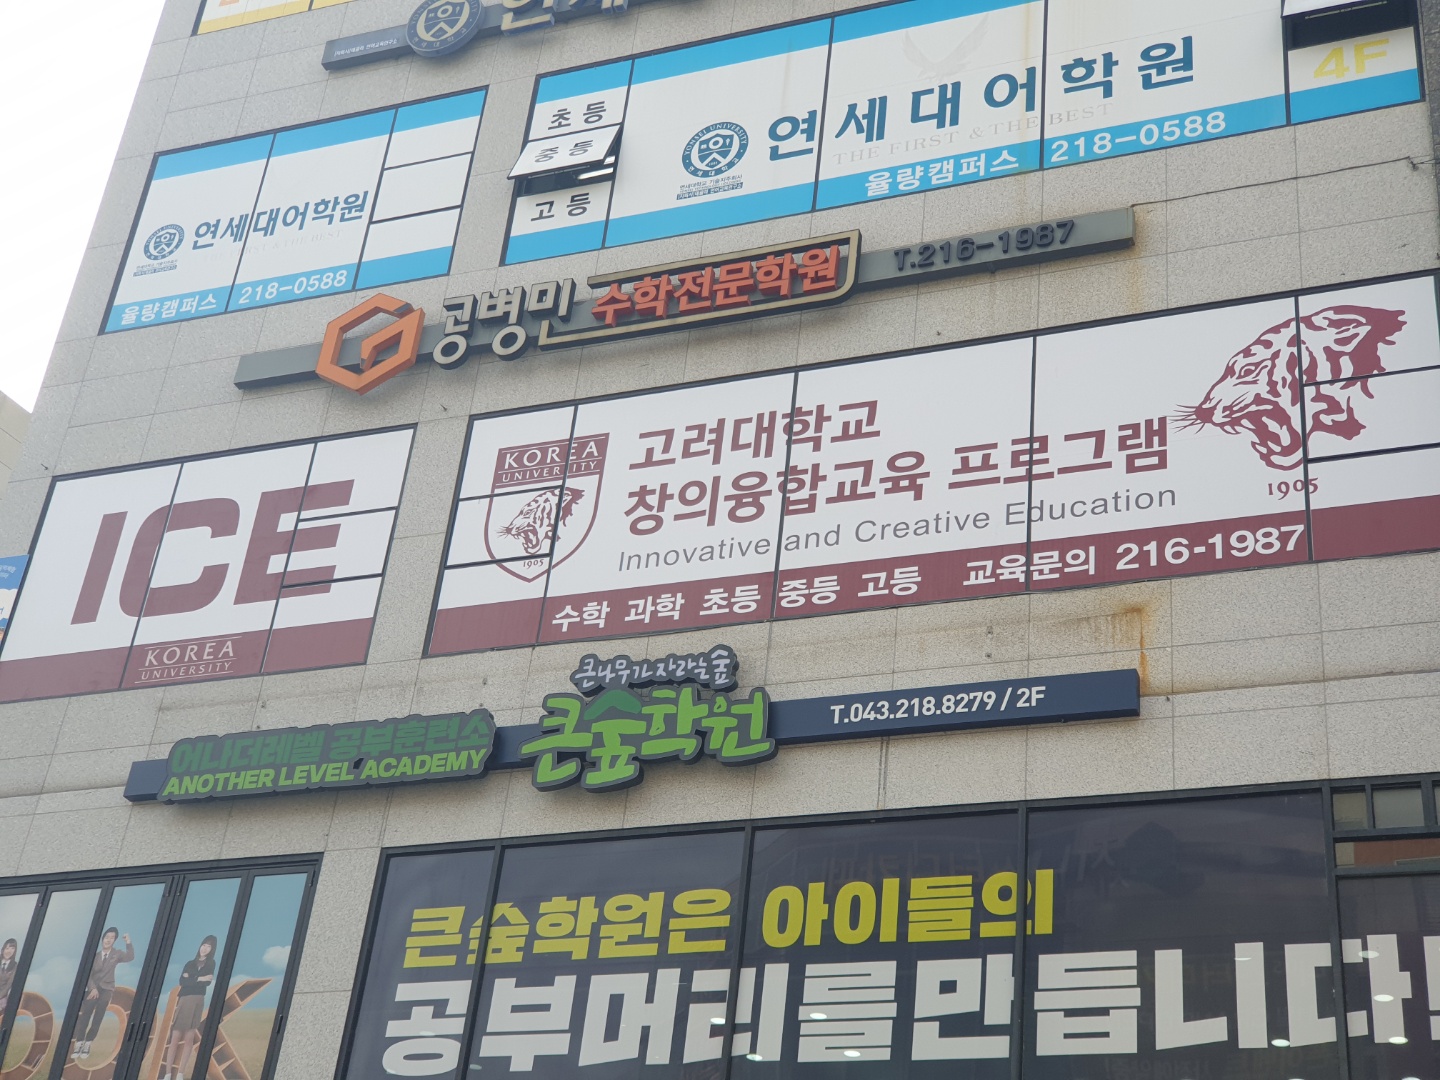 초등
중등
고등
YONSEI UNIVERSITY
연세대어학원
THE FIRST & THE BEST
율량캠퍼스 218-0588
4F
연세대어학원
율량캠퍼스 218-0588
공병민 수학전문학원 T.216-1987
ICE
KOREA
UNIVERSITY
KOREA
UNIVERSITY
1905
고려대학교
창의융합교육 프로그램
Innovative and Creative Education
1905
수학 과학 초등 중등 고등 교육문의 216-1987
어나더레벨 공부훈련소
ANOTHER LEVEL ACADEMY
큰나무가 자라는 숲
큰숲학원
T.043.218.8279 / 2F
큰숲학원은 아이들의
공부머리를만듭니다!